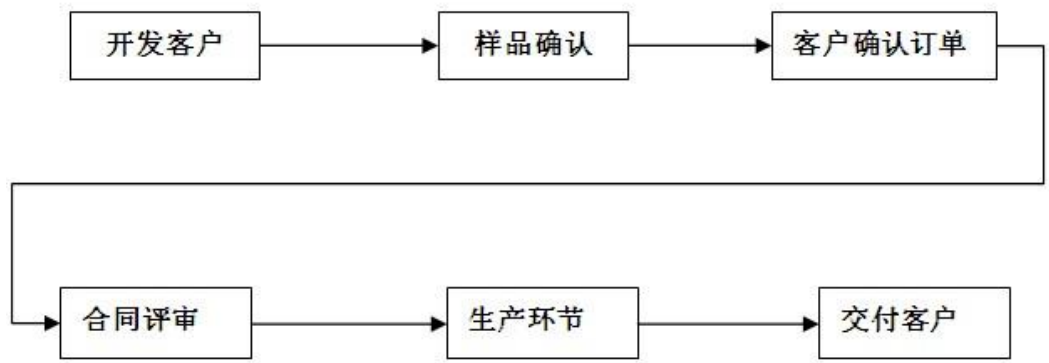 开发客户
样品确认
客户确认订单
合同评审
生产环节
交付客户